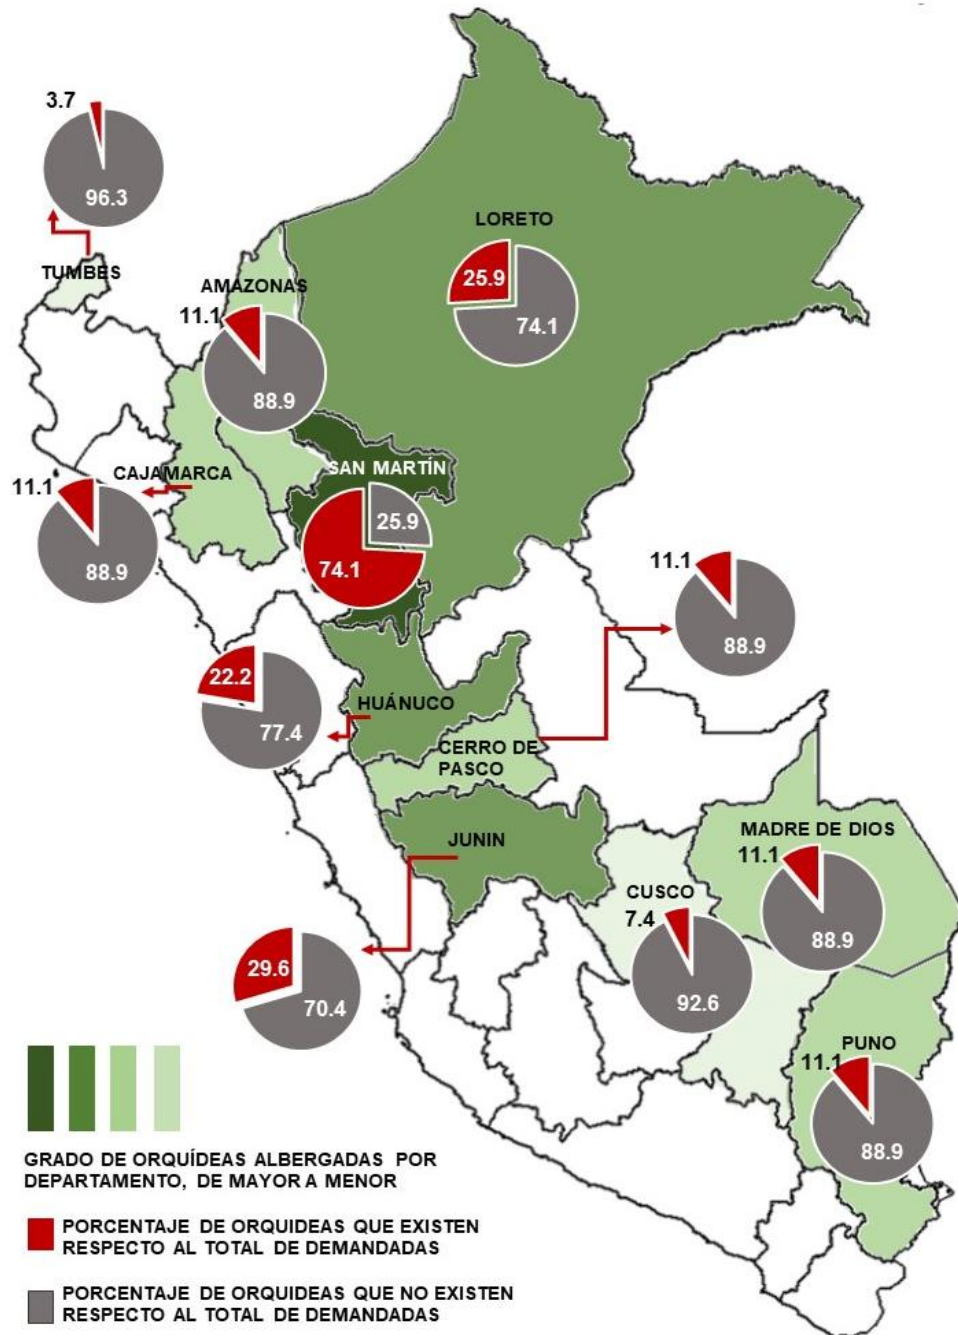 3.7
96.3
TUMBES
LORETO
25.9
74.1
AMAZONAS
11.1
88.9
SAN MARTÍN
25.9
74.1
CAJAMARCA
11.1
88.9
11.1
88.9
22.2
77.4
HUÁNUCO
CERRO DE
PASCO
JUNIN
MADRE DE DIOS
11.1
88.9
CUSCO
7.4
92.6
29.6
70.4
PUNO
11.1
88.9
GRADO DE ORQUÍDEAS ALBERGADAS POR
DEPARTAMENTO, DE MAYOR A MENOR
PORCENTAJE DE ORQUIDEAS QUE EXISTEN
RESPECTO AL TOTAL DE DEMANDADAS
PORCENTAJE DE ORQUIDEAS QUE NO EXISTEN
RESPECTO AL TOTAL DE DEMANDADAS